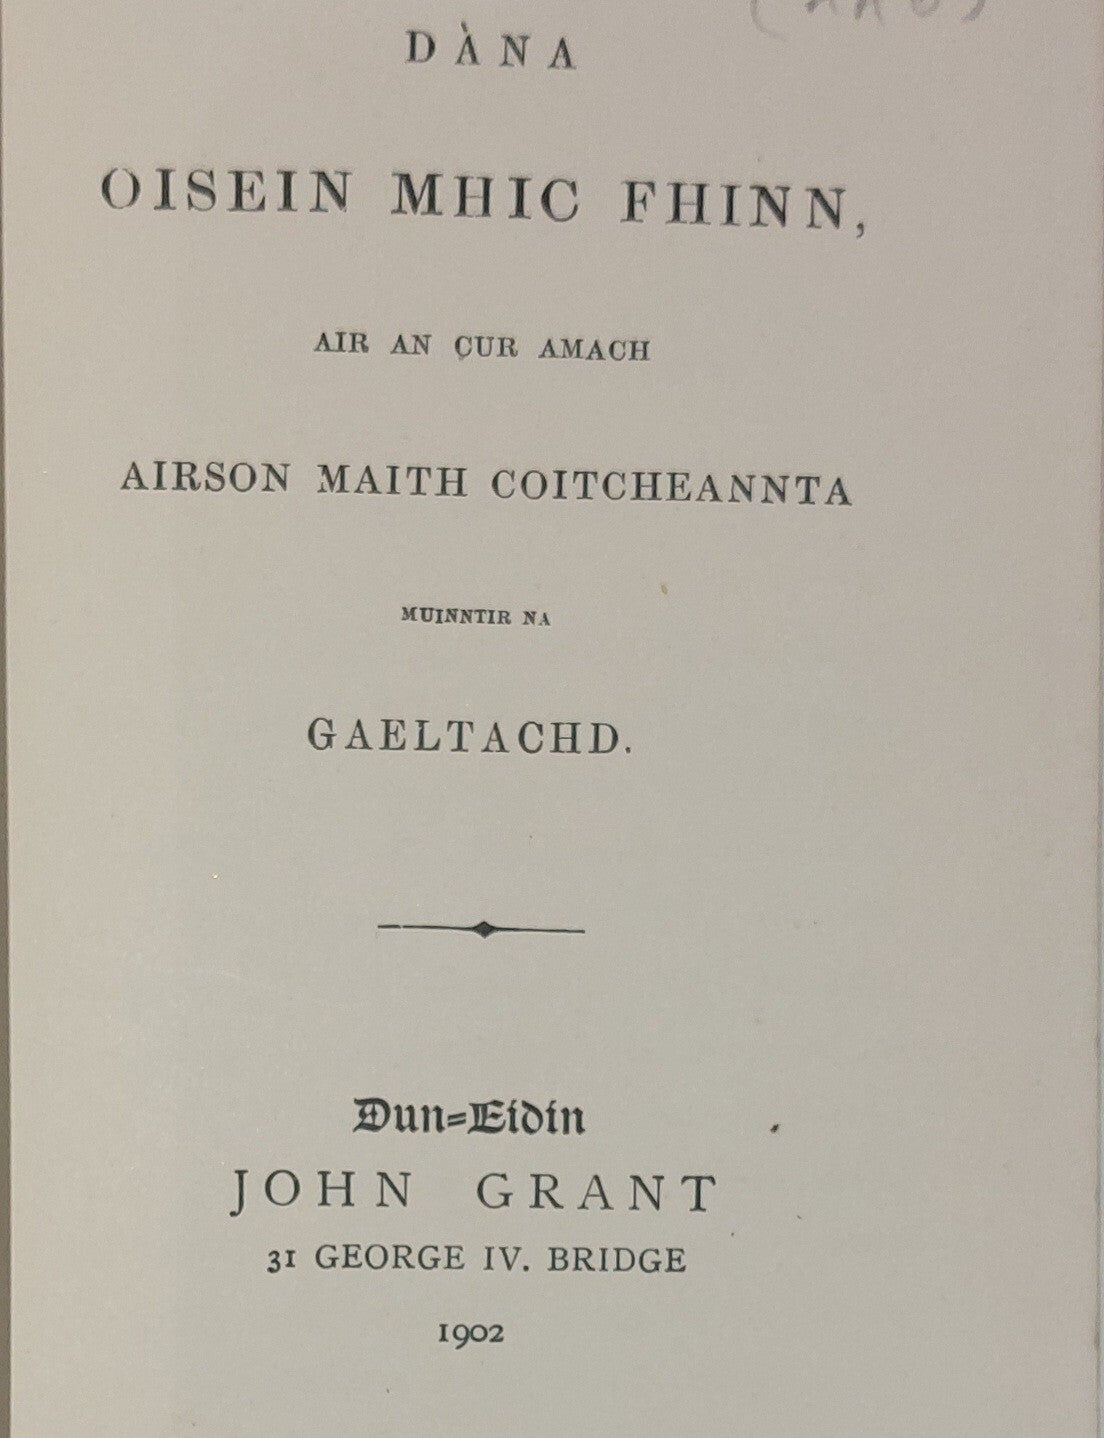 DÀNA
OISEIN MHIC FHINN,
AIR AN CUR AMACH
AIRSON MAITH COITCHEANNTA
MUINNTIR NA
GAELTACHD.
Dun=Eidin
JOHN GRANT
31 GEORGE IV. BRIDGE
1902